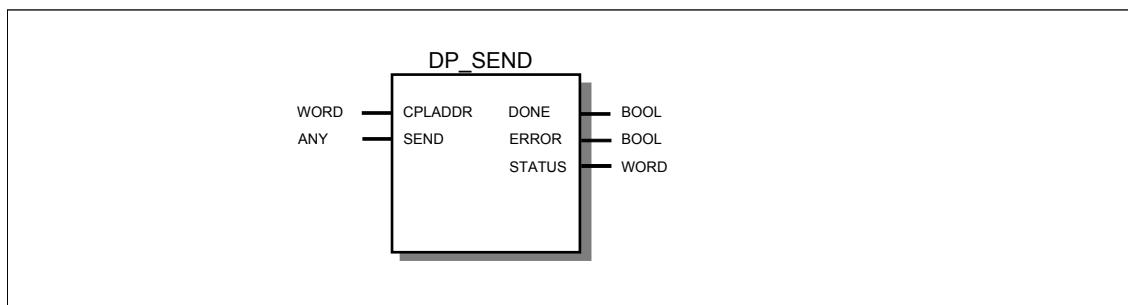 DP_SEND
WORD CPLADDR DONE BOOL
ANY SEND ERROR BOOL
STATUS WORD